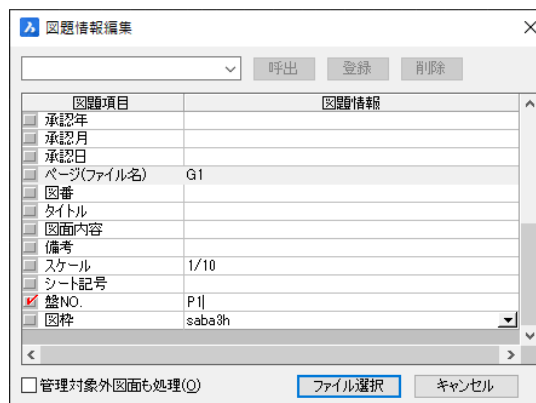 図題情報編集
呼出 登録 削除
図題項目 図題情報
承認年
承認月
承認日
ページ(ファイル名) G1
図番
タイトル
図面内容
備考
スケール 1/10
シート記号
盤NO. P1
図枠 saba3h
管理対象外図面も処理(O) ファイル選択 キャンセル